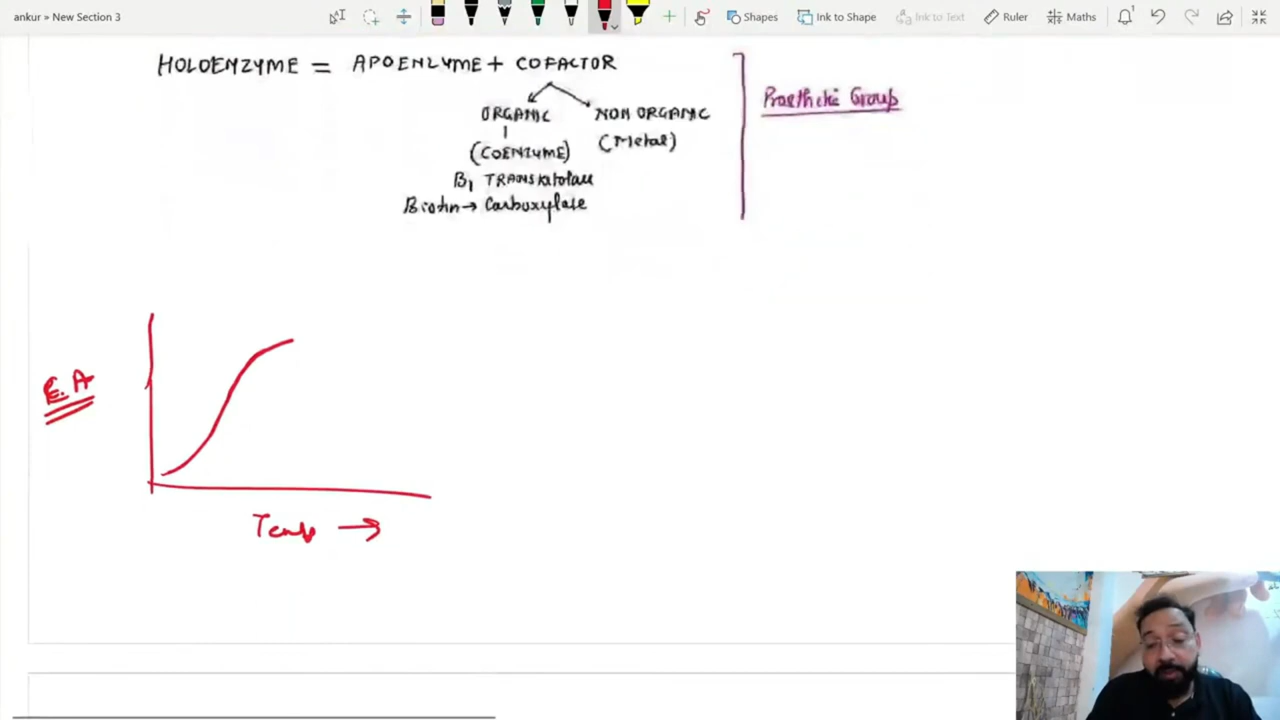 ankur » New Section 3
Shapes
Ink to Shape
Ink to Text
Ruler
Maths
HOLOENZYME = APOENZYME + COFACTOR
ORGANIC NON ORGANIC
(COENZYME) (Metal)
B1 TRANSketolase
Biotin → Carboxylase
Prosthetic Group
E.A
Temp →